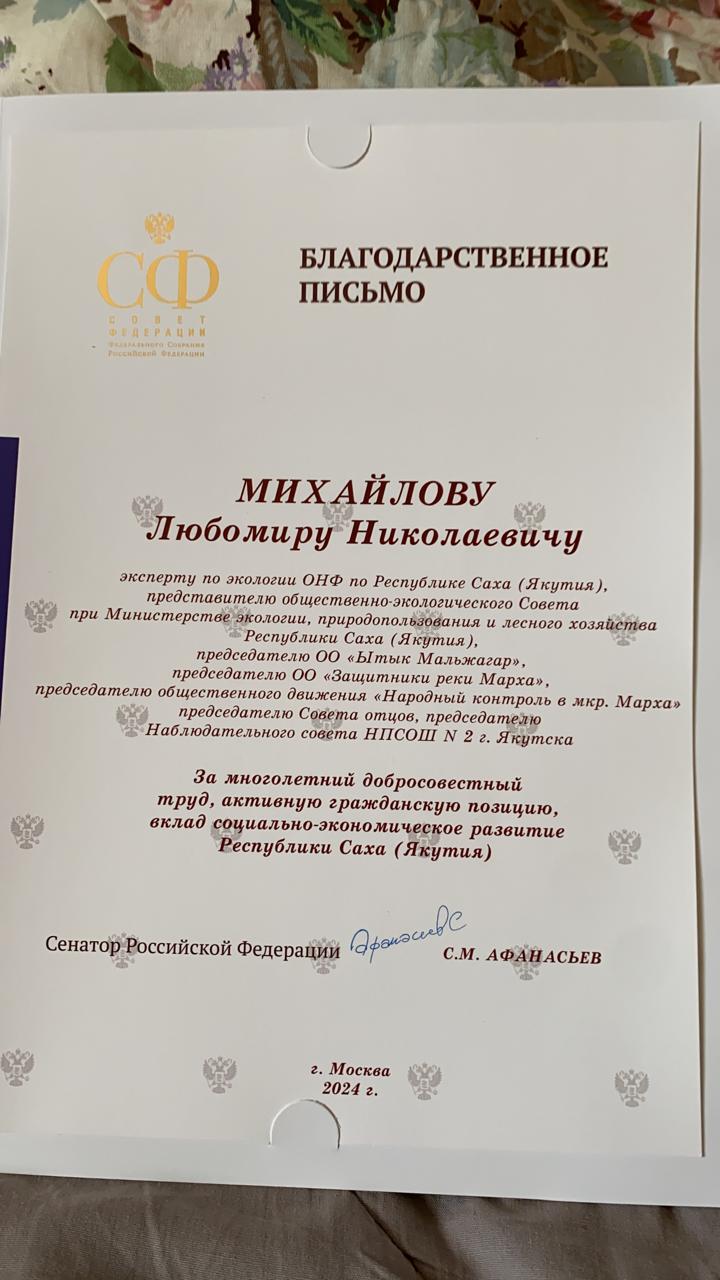 СФ
СОВЕТ
ФЕДЕРАЦИИ
Федерального Собрания
Российской Федерации
БЛАГОДАРСТВЕННОЕ
ПИСЬМО
МИХАЙЛОВУ
Любомиру Николаевичу
эксперту по экологии ОНФ по Республике Саха (Якутия),
представителю общественно-экологического Совета
при Министерстве экологии, природопользования и лесного хозяйства
Республики Саха (Якутия),
председателю ОО «Ытык Мальжагар»,
председателю ОО «Защитники реки Марха»,
председателю общественного движения «Народный контроль в мкр. Марха»
председателю Совета отцов, председателю
Наблюдательного совета НПСОШ N 2 г. Якутска
За многолетний добросовестный
труд, активную гражданскую позицию,
вклад социально-экономическое развитие
Республики Саха (Якутия)
Сенатор Российской Федерации Афанасьев С С.М. АФАНАСЬЕВ
г. Москва
2024 г.